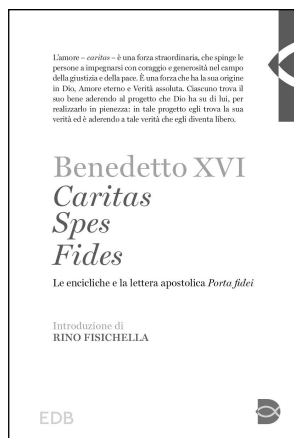 L'amore – caritas – è una forza straordinaria, che spinge le
persone a impegnarsi con coraggio e generosità nel campo
della giustizia e della pace. È una forza che ha la sua origine
in Dio, Amore eterno e Verità assoluta. Ciascuno trova il
suo bene aderendo al progetto che Dio ha su di lui, per
realizzarlo in pienezza: in tale progetto egli trova la sua
verità ed è aderendo a tale verità che egli diventa libero.
Benedetto XVI
Caritas
Spes
Fides
Le encicliche e la lettera apostolica Porta fidei
Introduzione di
RINO FISICHELLA
EDB